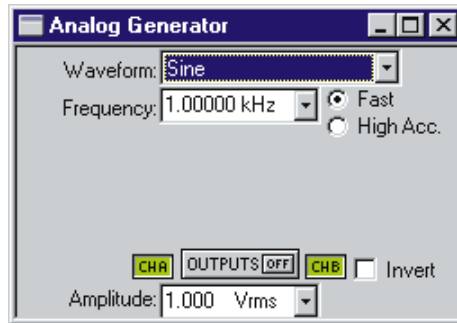 Analog Generator
Waveform: Sine
Frequency: 1.00000 kHz
Fast
High Acc.
CHA OUTPUTS OFF CHB Invert
Amplitude: 1.000 Vrms